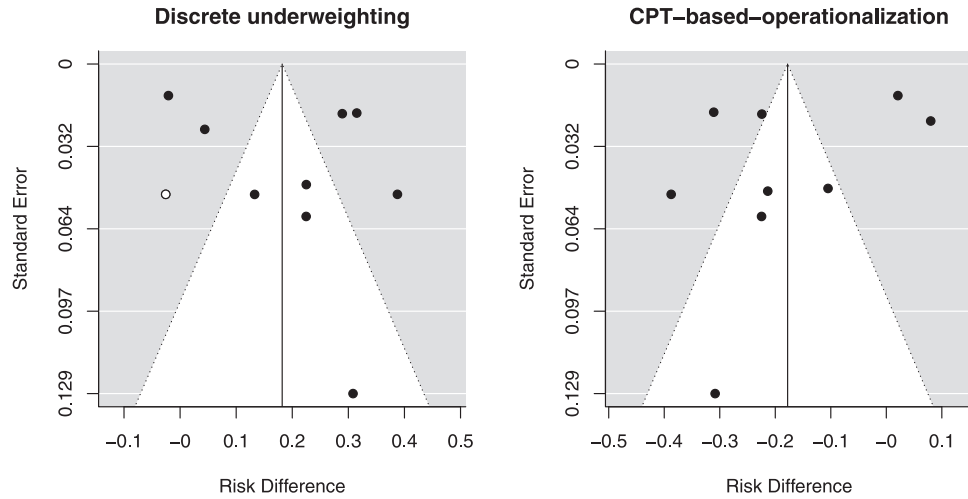 Discrete underweighting
Standard Error
0
0.032
0.064
0.097
0.129
−0.1 −0 0.1 0.2 0.3 0.4 0.5
Risk Difference
CPT−based−operationalization
Standard Error
0
0.032
0.064
0.097
0.129
−0.5 −0.4 −0.3 −0.2 −0.1 −0 0.1
Risk Difference